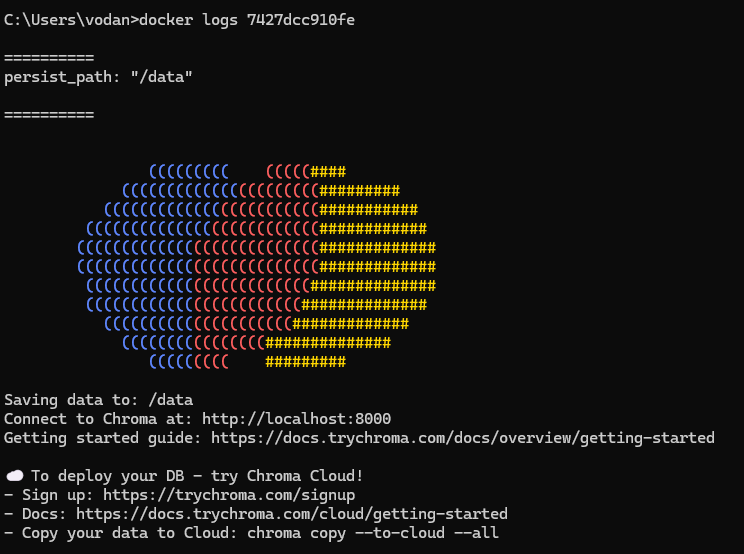 C:\Users\vodan>docker logs 7427dcc910fe
==========
persist_path: "/data"
==========
(((((((((    (((((####
(((((((((((((((((((((( #########
(((((((((((((((((((((((( ###########
((((((((((((((((((((((((((############
(((((((((((((((((((((((((((#############
(((((((((((((((((((((((((((#############
(((((((((((((((((((((((((##############
((((((((((((((((((((((((##############
(((((((((((((((((((((#############
((((((((((((((((##############
(((((((((    #########
Saving data to: /data
Connect to Chroma at: http://localhost:8000
Getting started guide: https://docs.trychroma.com/docs/overview/getting-started
☁️ To deploy your DB - try Chroma Cloud!
- Sign up: https://trychroma.com/signup
- Docs: https://docs.trychroma.com/cloud/getting-started
- Copy your data to Cloud: chroma copy --to-cloud --all